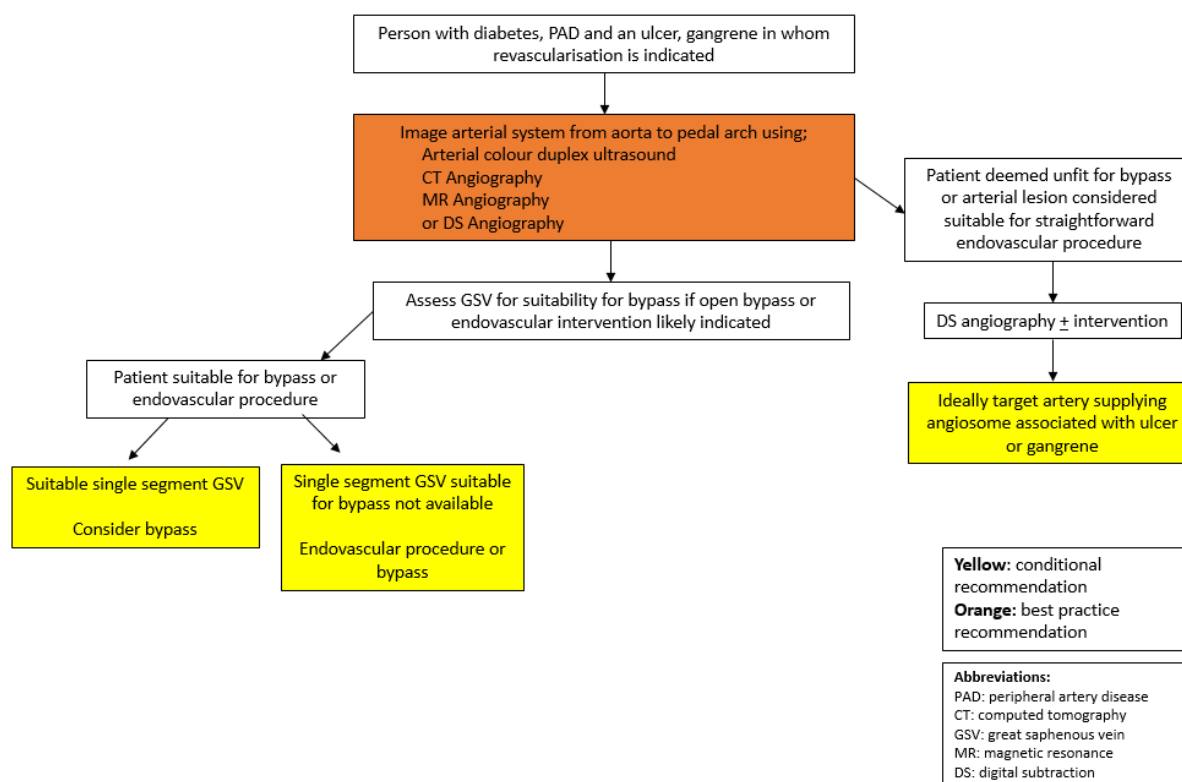 Person with diabetes, PAD and an ulcer, gangrene in whom
revascularisation is indicated
Image arterial system from aorta to pedal arch using;
Arterial colour duplex ultrasound
CT Angiography
MR Angiography
or DS Angiography
Patient deemed unfit for bypass
or arterial lesion considered
suitable for straightforward
endovascular procedure
Assess GSV for suitability for bypass if open bypass or
endovascular intervention likely indicated
DS angiography ± intervention
Patient suitable for bypass or
endovascular procedure
Ideally target artery supplying
angiosome associated with ulcer
or gangrene
Suitable single segment GSV
Consider bypass
Single segment GSV suitable
for bypass not available
Endovascular procedure or
bypass
Yellow: conditional
recommendation
Orange: best practice
recommendation
Abbreviations:
PAD: peripheral artery disease
CT: computed tomography
GSV: great saphenous vein
MR: magnetic resonance
DS: digital subtraction